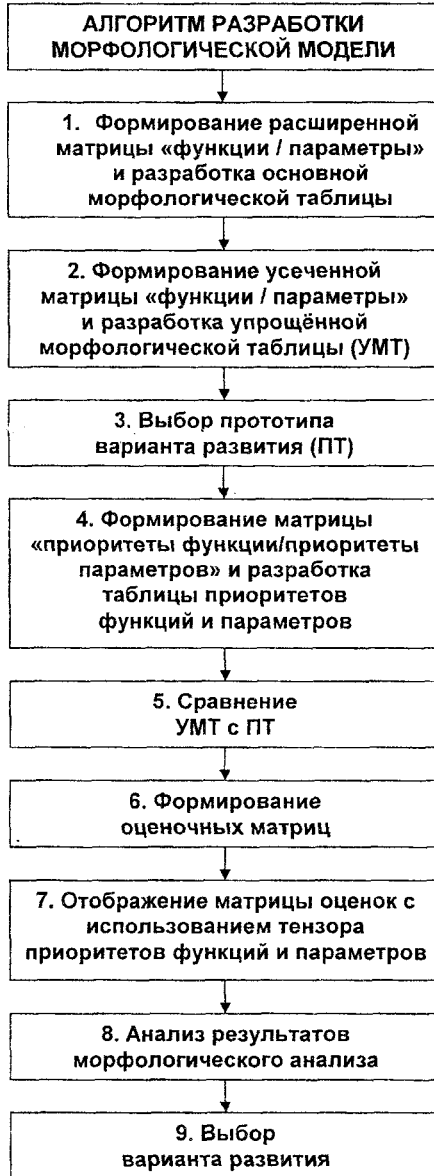 АЛГОРИТМ РАЗРАБОТКИ
МОРФОЛОГИЧЕСКОЙ МОДЕЛИ
1. Формирование расширенной
матрицы «функции / параметры»
и разработка основной
морфологической таблицы
2. Формирование усеченной
матрицы «функции / параметры»
и разработка упрощённой
морфологической таблицы (УМТ)
3. Выбор прототипа
варианта развития (ПТ)
4. Формирование матрицы
«приоритеты функции/приоритеты
параметров» и разработка
таблицы приоритетов
функций и параметров
5. Сравнение
УМТ с ПТ
6. Формирование
оценочных матриц
7. Отображение матрицы оценок с
использованием тензора
приоритетов функций и параметров
8. Анализ результатов
морфологического анализа
9. Выбор
варианта развития